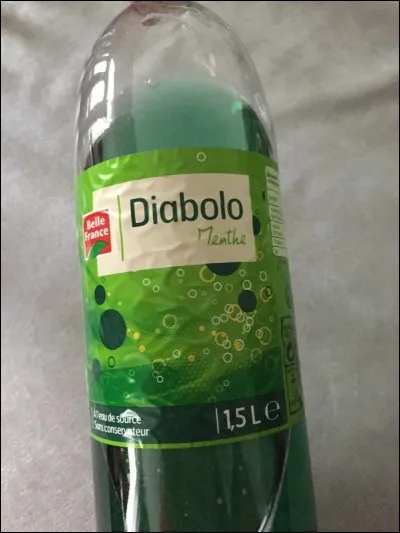 Belle
France
Diabolo
Menthe
A l'eau de source
Sans conservateur
1,5 L e